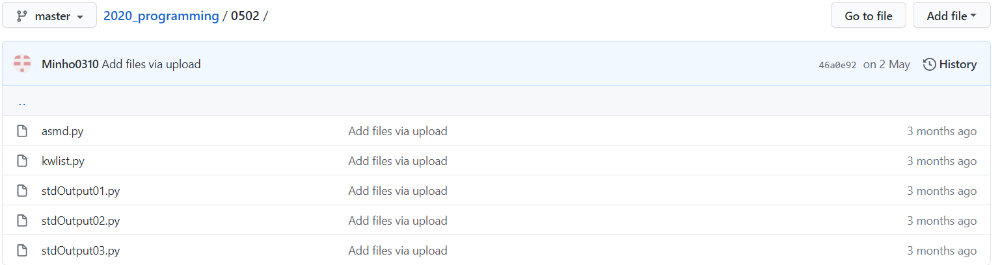 master 2020_programming / 0502 / Go to file Add file
Minho0310 Add files via upload 46a0e92 on 2 May History
..
asmd.py Add files via upload 3 months ago
kwlist.py Add files via upload 3 months ago
stdOutput01.py Add files via upload 3 months ago
stdOutput02.py Add files via upload 3 months ago
stdOutput03.py Add files via upload 3 months ago